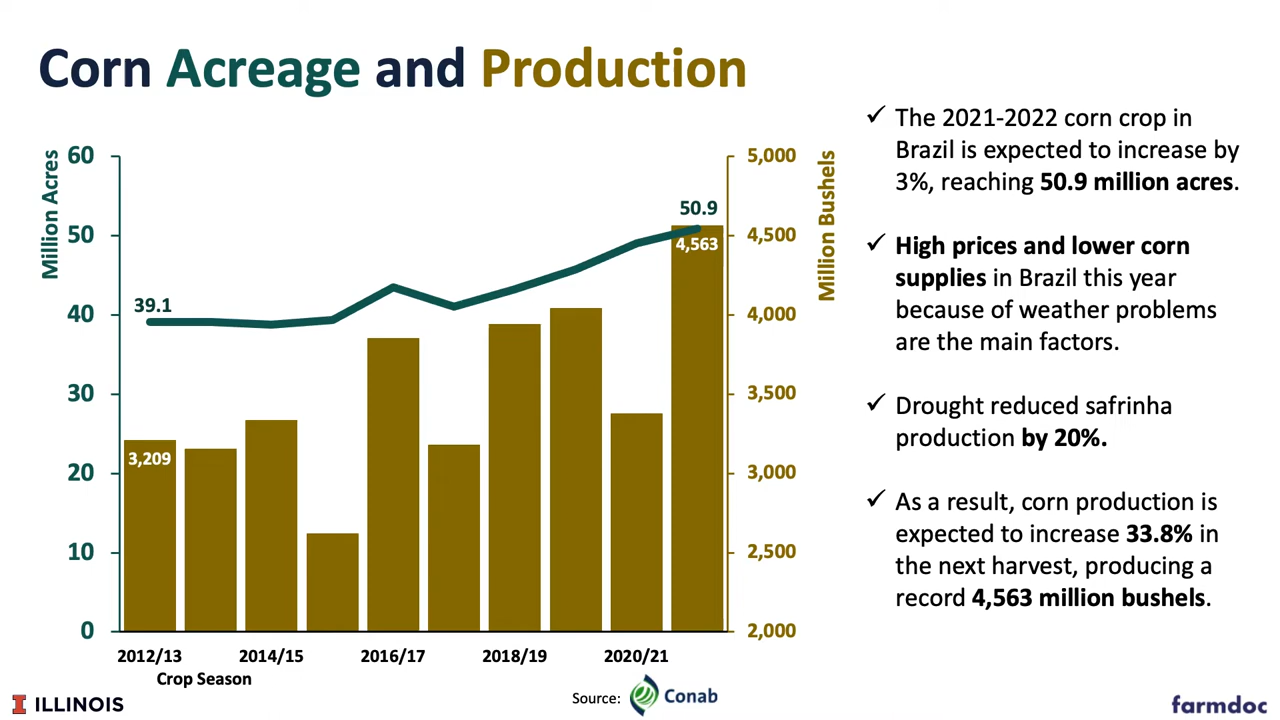 Corn Acreage and Production
Million Acres
60
50
40
30
20
10
0
39.1
50.9
3,209
4,563
5,000
4,500
4,000
3,500
3,000
2,500
2,000
Million Bushels
2012/13
2014/15
2016/17
2018/19
2020/21
Crop Season
✓ The 2021-2022 corn crop in
Brazil is expected to increase by
3%, reaching 50.9 million acres.
✓ High prices and lower corn
supplies in Brazil this year
because of weather problems
are the main factors.
✓ Drought reduced safrinha
production by 20%.
✓ As a result, corn production is
expected to increase 33.8% in
the next harvest, producing a
record 4,563 million bushels.
I ILLINOIS
Source: Conab
farmdoc